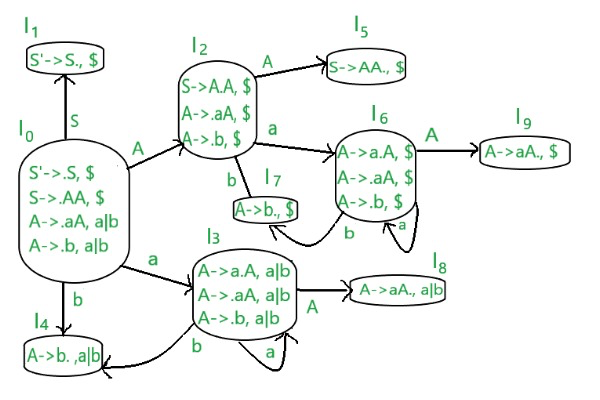 I1
S'->S., $
S
I0
S'->.S, $
S->.AA, $
A->.aA, a|b
A->.b, a|b
A
I2
S->A.A, $
A->.aA, $
A->.b, $
A
I5
S->AA., $
a
I6
A->a.A, $
A->.aA, $
A->.b, $
A
I9
A->aA., $
b
I7
A->b., $
b
a
a
I3
A->a.A, a|b
A->.aA, a|b
A->.b, a|b
A
I8
A->aA., a|b
b
I4
A->b. ,a|b
b
a